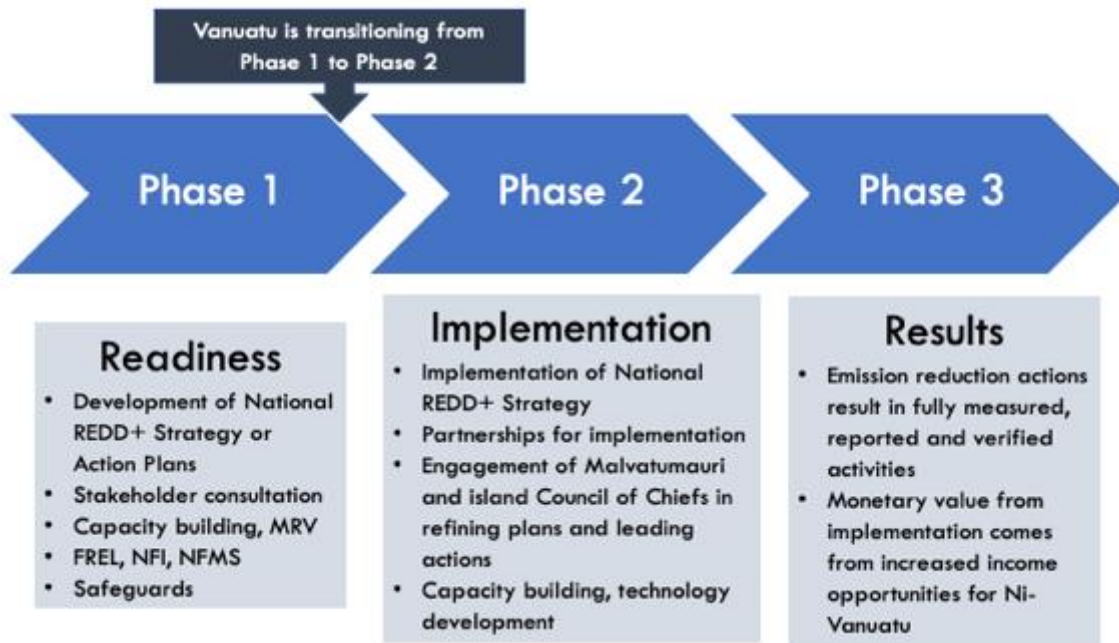 Vanuatu is transitioning from
Phase 1 to Phase 2
Phase 1
Phase 2
Phase 3
Readiness
• Development of National
REDD+ Strategy or
Action Plans
• Stakeholder consultation
• Capacity building, MRV
• FREL, NFI, NFMS
• Safeguards
Implementation
• Implementation of National
REDD+ Strategy
• Partnerships for implementation
• Engagement of Malvatumauri
and island Council of Chiefs in
refining plans and leading
actions
• Capacity building, technology
development
Results
• Emission reduction actions
result in fully measured,
reported and verified
activities
• Monetary value from
implementation comes
from increased income
opportunities for Ni-
Vanuatu